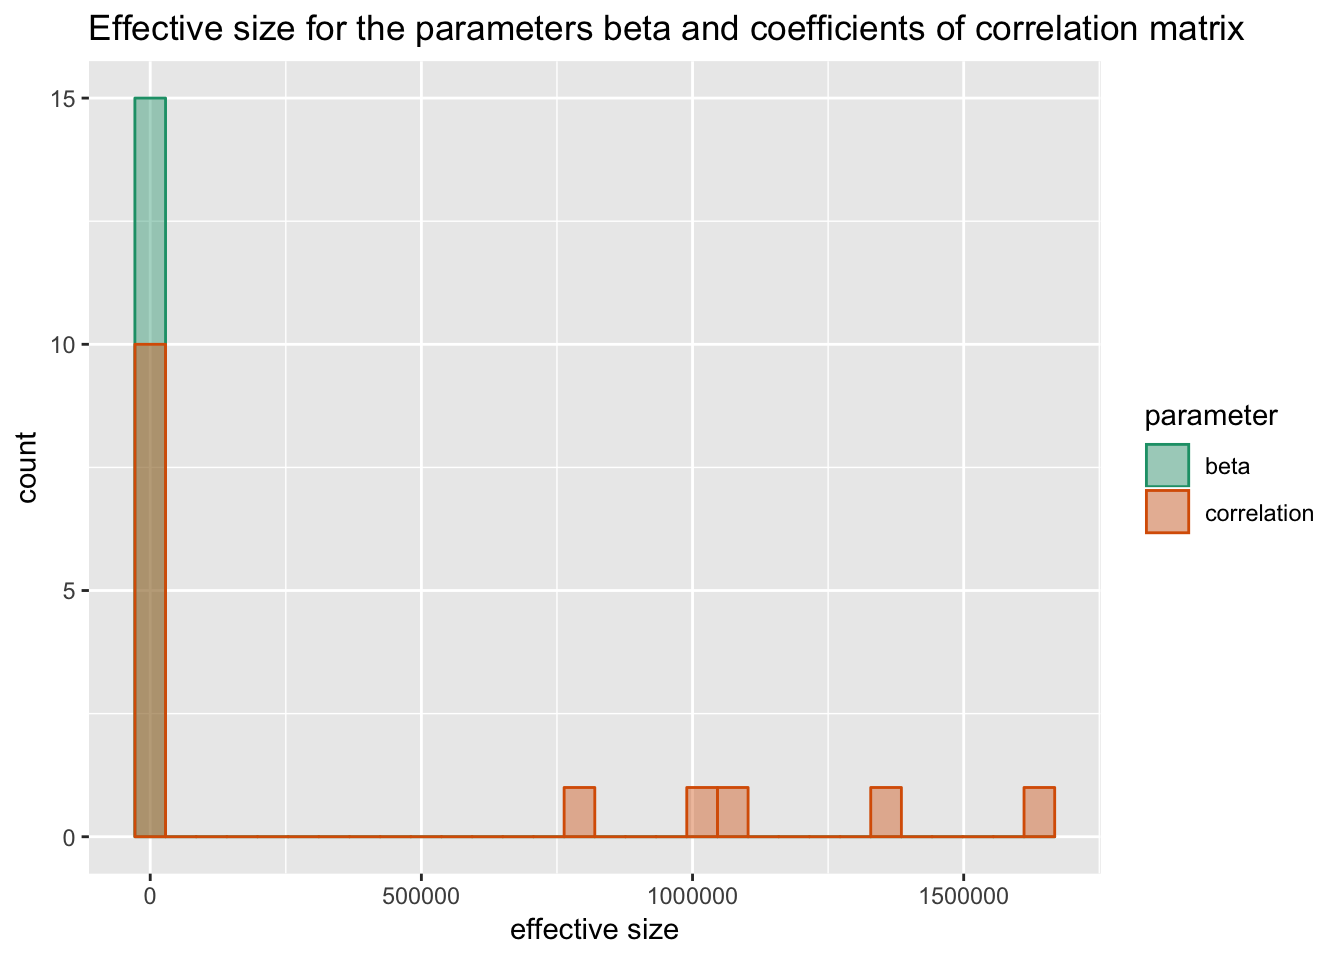 Effective size for the parameters beta and coefficients of correlation matrix
15
10
5
0
count
0 500000 1000000 1500000
effective size
parameter
beta
correlation